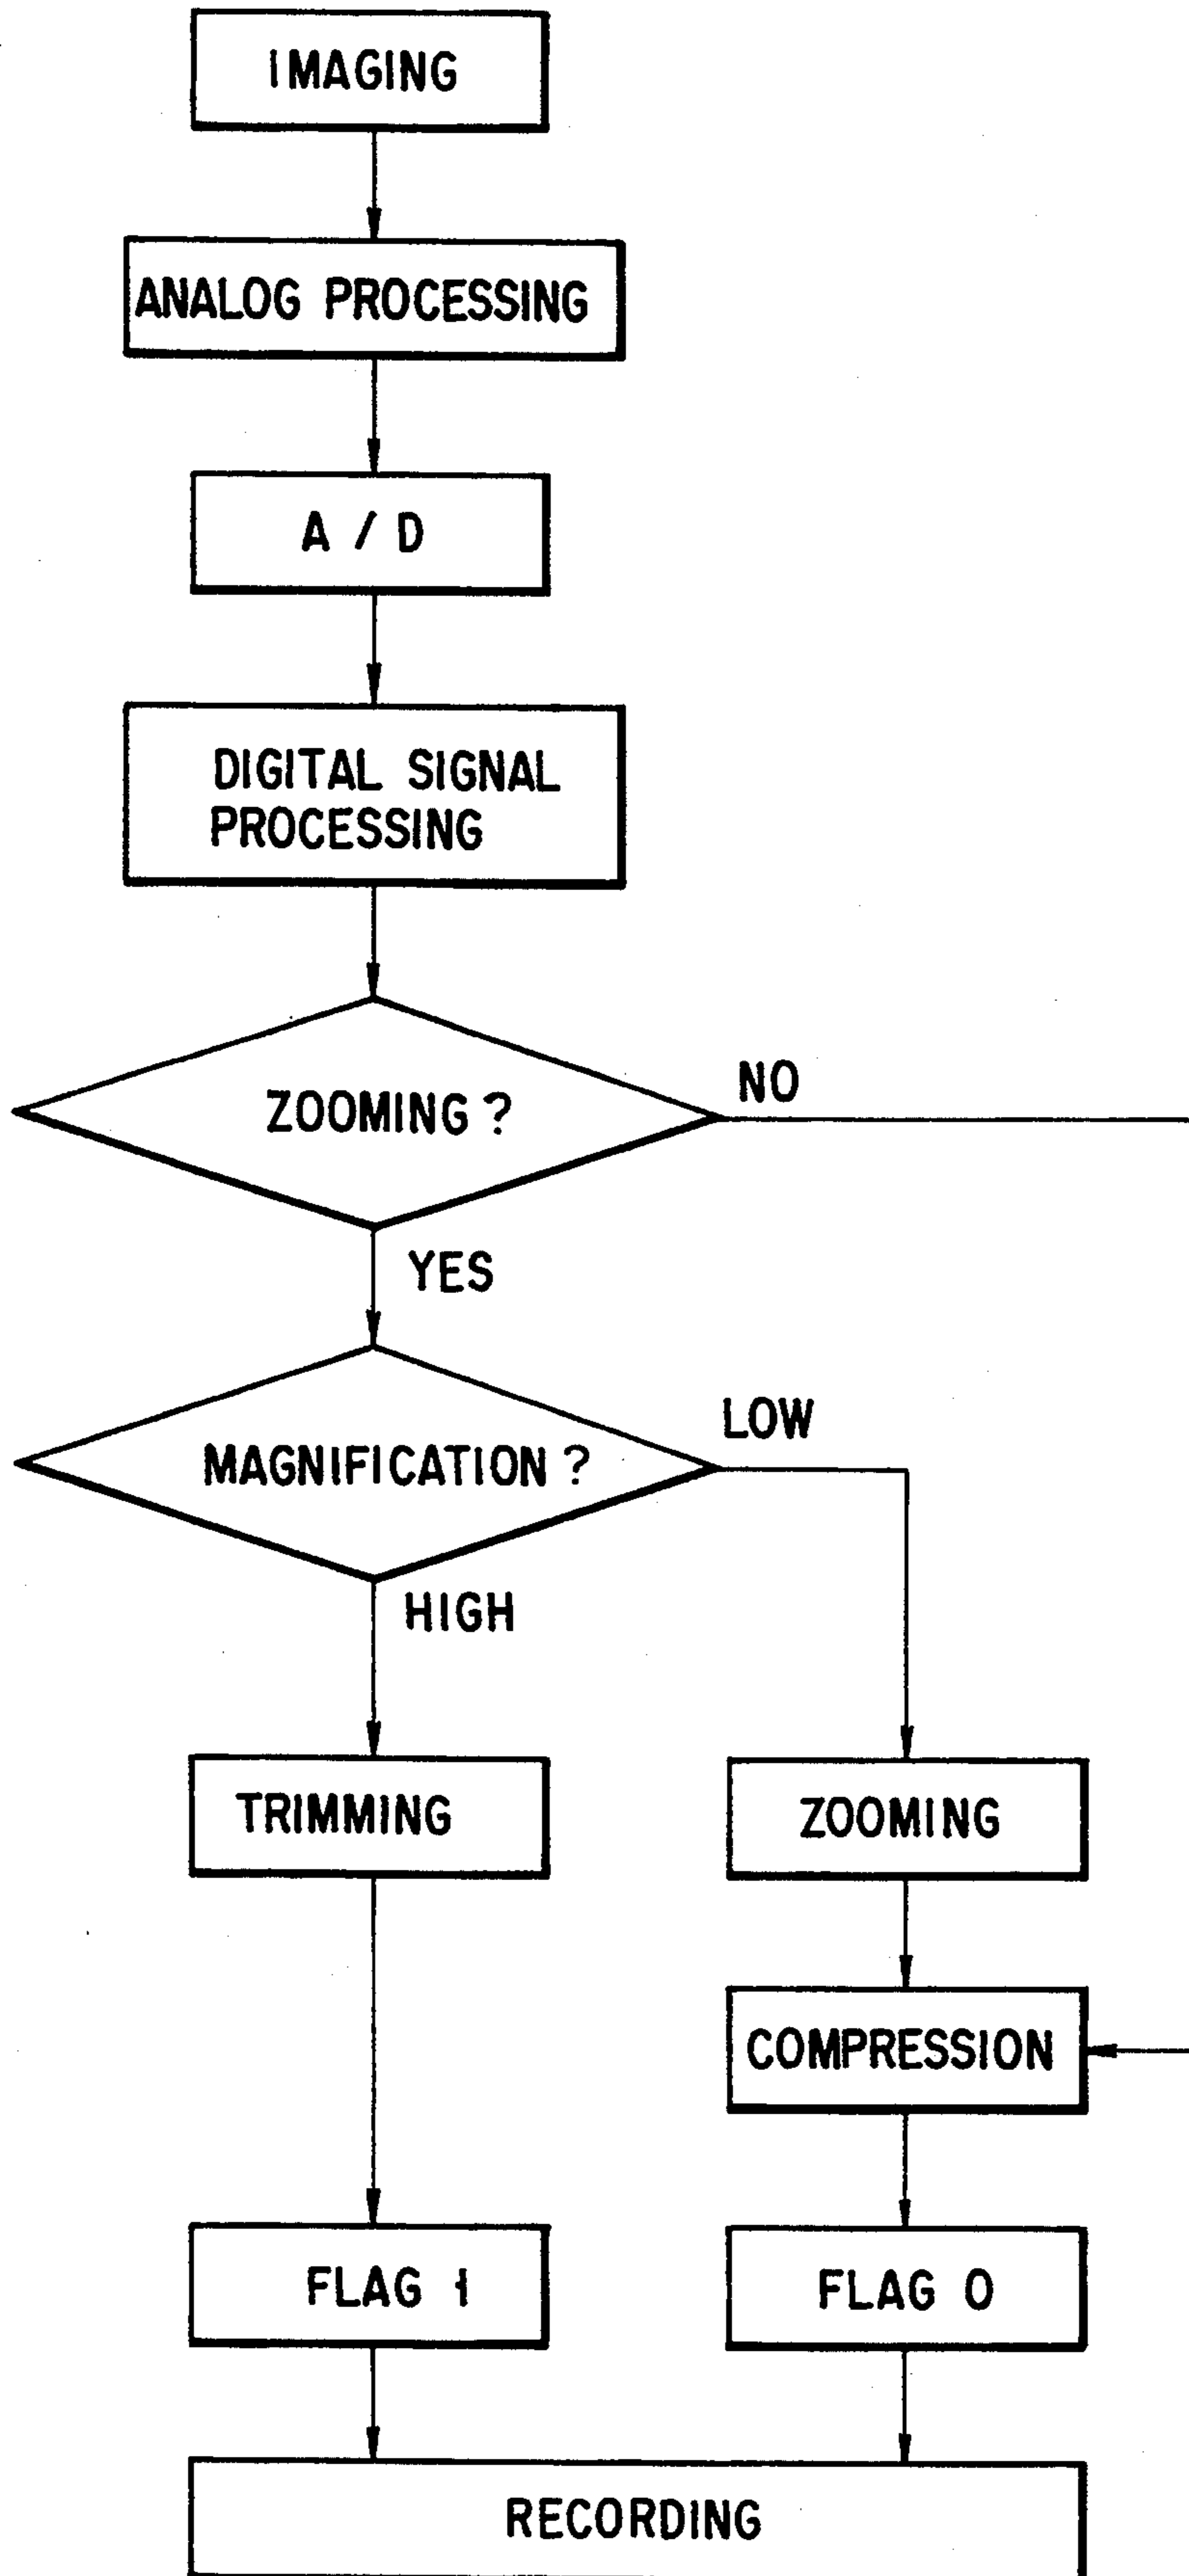 IMAGING
ANALOG PROCESSING
A / D
DIGITAL SIGNAL
PROCESSING
ZOOMING ?
NO
YES
MAGNIFICATION ?
LOW
HIGH
TRIMMING
ZOOMING
COMPRESSION
FLAG 1
FLAG 0
RECORDING